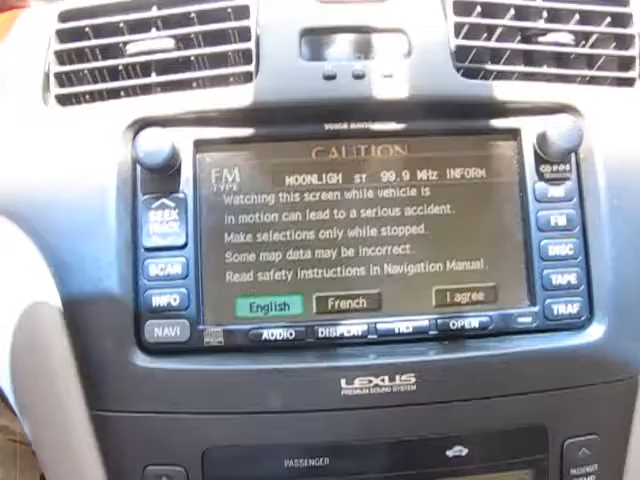 VOICE NAVIGATION
CAUTION
FM
TYPE
MOONLIGH ST 99.9 MHz INFORM
Watching this screen while vehicle is
in motion can lead to a serious accident.
Make selections only while stopped.
Some map data may be incorrect.
Read safety instructions in Navigation Manual.
English French I agree
SEEK
TRACK
SCAN
INFO
NAVI
AM
FM
DISC
TAPE
TRAF
AUDIO DISPLAY TILT OPEN
LEXUS
PREMIUM SOUND SYSTEM
PASSENGER
PASSENGER
TEMP